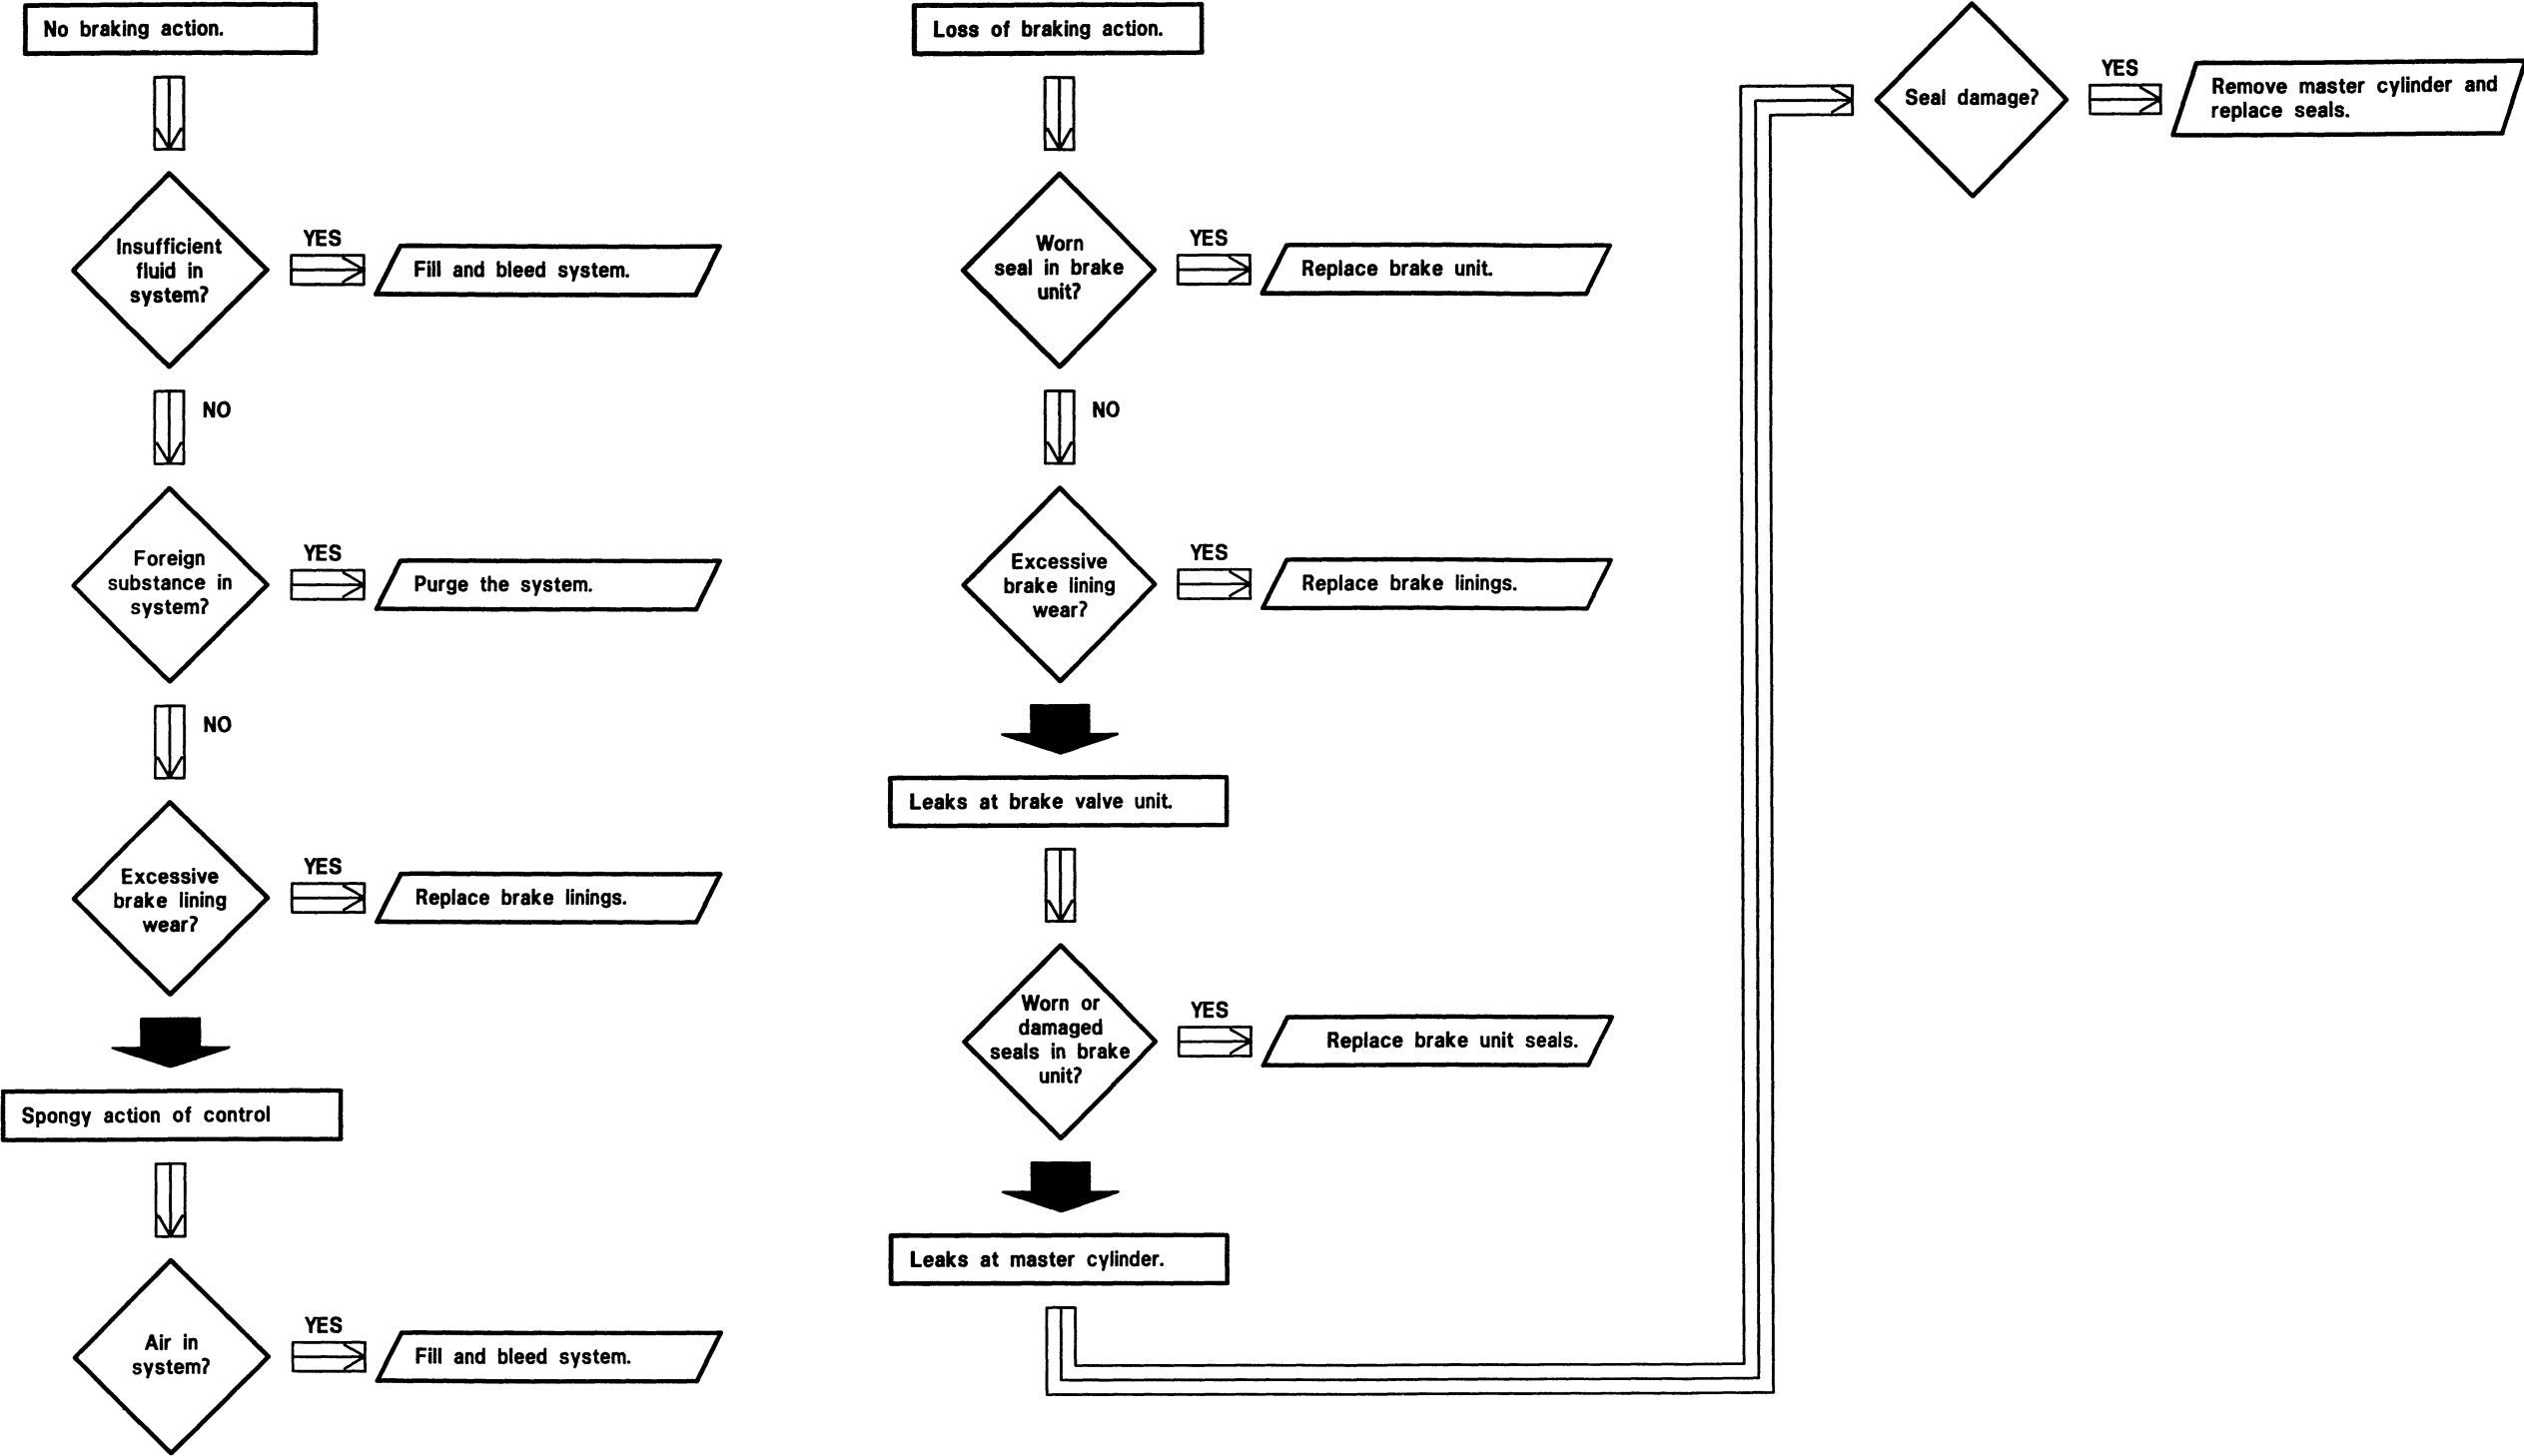 No braking action.
Insufficient
fluid in
system?
YES
Fill and bleed system.
NO
Foreign
substance in
system?
YES
Purge the system.
NO
Excessive
brake lining
wear?
YES
Replace brake linings.
Spongy action of control
Air in
system?
YES
Fill and bleed system.
Loss of braking action.
Worn
seal in brake
unit?
YES
Replace brake unit.
NO
Excessive
brake lining
wear?
YES
Replace brake linings.
Leaks at brake valve unit.
Worn or
damaged
seals in brake
unit?
YES
Replace brake unit seals.
Leaks at master cylinder.
Seal damage?
YES
Remove master cylinder and
replace seals.